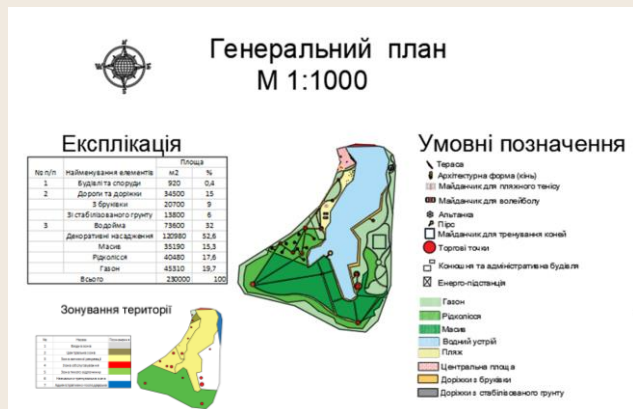 Генеральний план
М 1:1000
Експлікація
№ п/п Найменування елементів Площа
м2 %
1 Будівлі та споруди 920 0,4
2 Дороги та доріжки 34500 15
З бруківки 20700 9
Зі стабілізованого грунту 13800 6
3 Водойма 73600 32
Декоративні насадження 120980 52,6
Масив 35190 15,3
Рідколісся 40480 17,6
Газон 45310 19,7
Всього 230000 100
Зонування території
Умовні позначення
Тераса
Архітектурна форма (кінь)
Майданчик для пляжного тенісу
Майданчик для волейболу
Альтанка
Пірс
Майданчик для тренування коней
Торгові точки
Конюшня та адміністративна будівля
Енерго-підстанція
Газон
Рідколісся
Масив
Водний устрій
Пляж
Центральна площа
Доріжки з бруківки
Доріжки з стабілізованого грунту